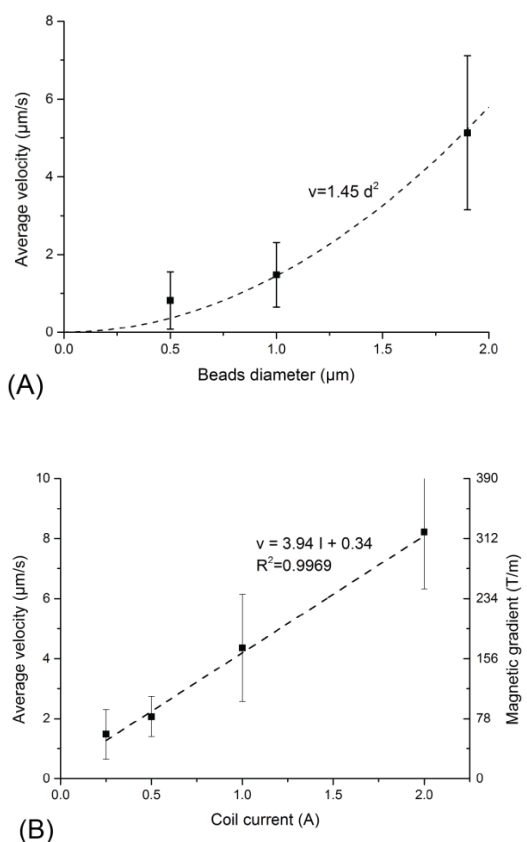 8
6
4
2
0
Average velocity (µm/s)
v=1.45 d²
0.0 0.5 1.0 1.5 2.0
Beads diameter (µm)
(A)
10
8
6
4
2
0
Average velocity (µm/s)
v = 3.94 I + 0.34
R²=0.9969
390
312
234
156
78
0
Magnetic gradient (T/m)
0.0 0.5 1.0 1.5 2.0
Coil current (A)
(B)